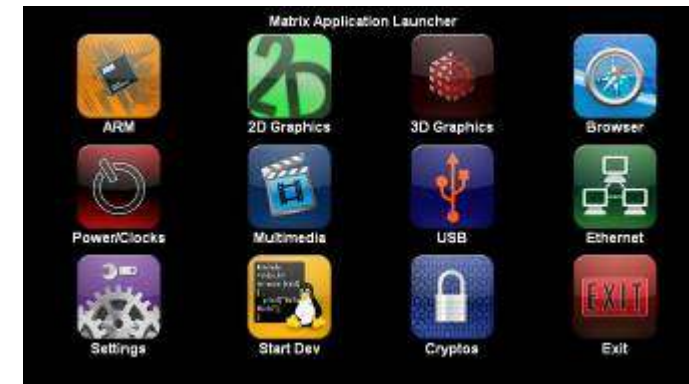 Matrix Application Launcher
2D
ARM
2D Graphics
3D Graphics
Browser
Power/Clocks
Multimedia
USB
Ethernet
EXIT
Settings
Start Dev
Cryptos
Exit